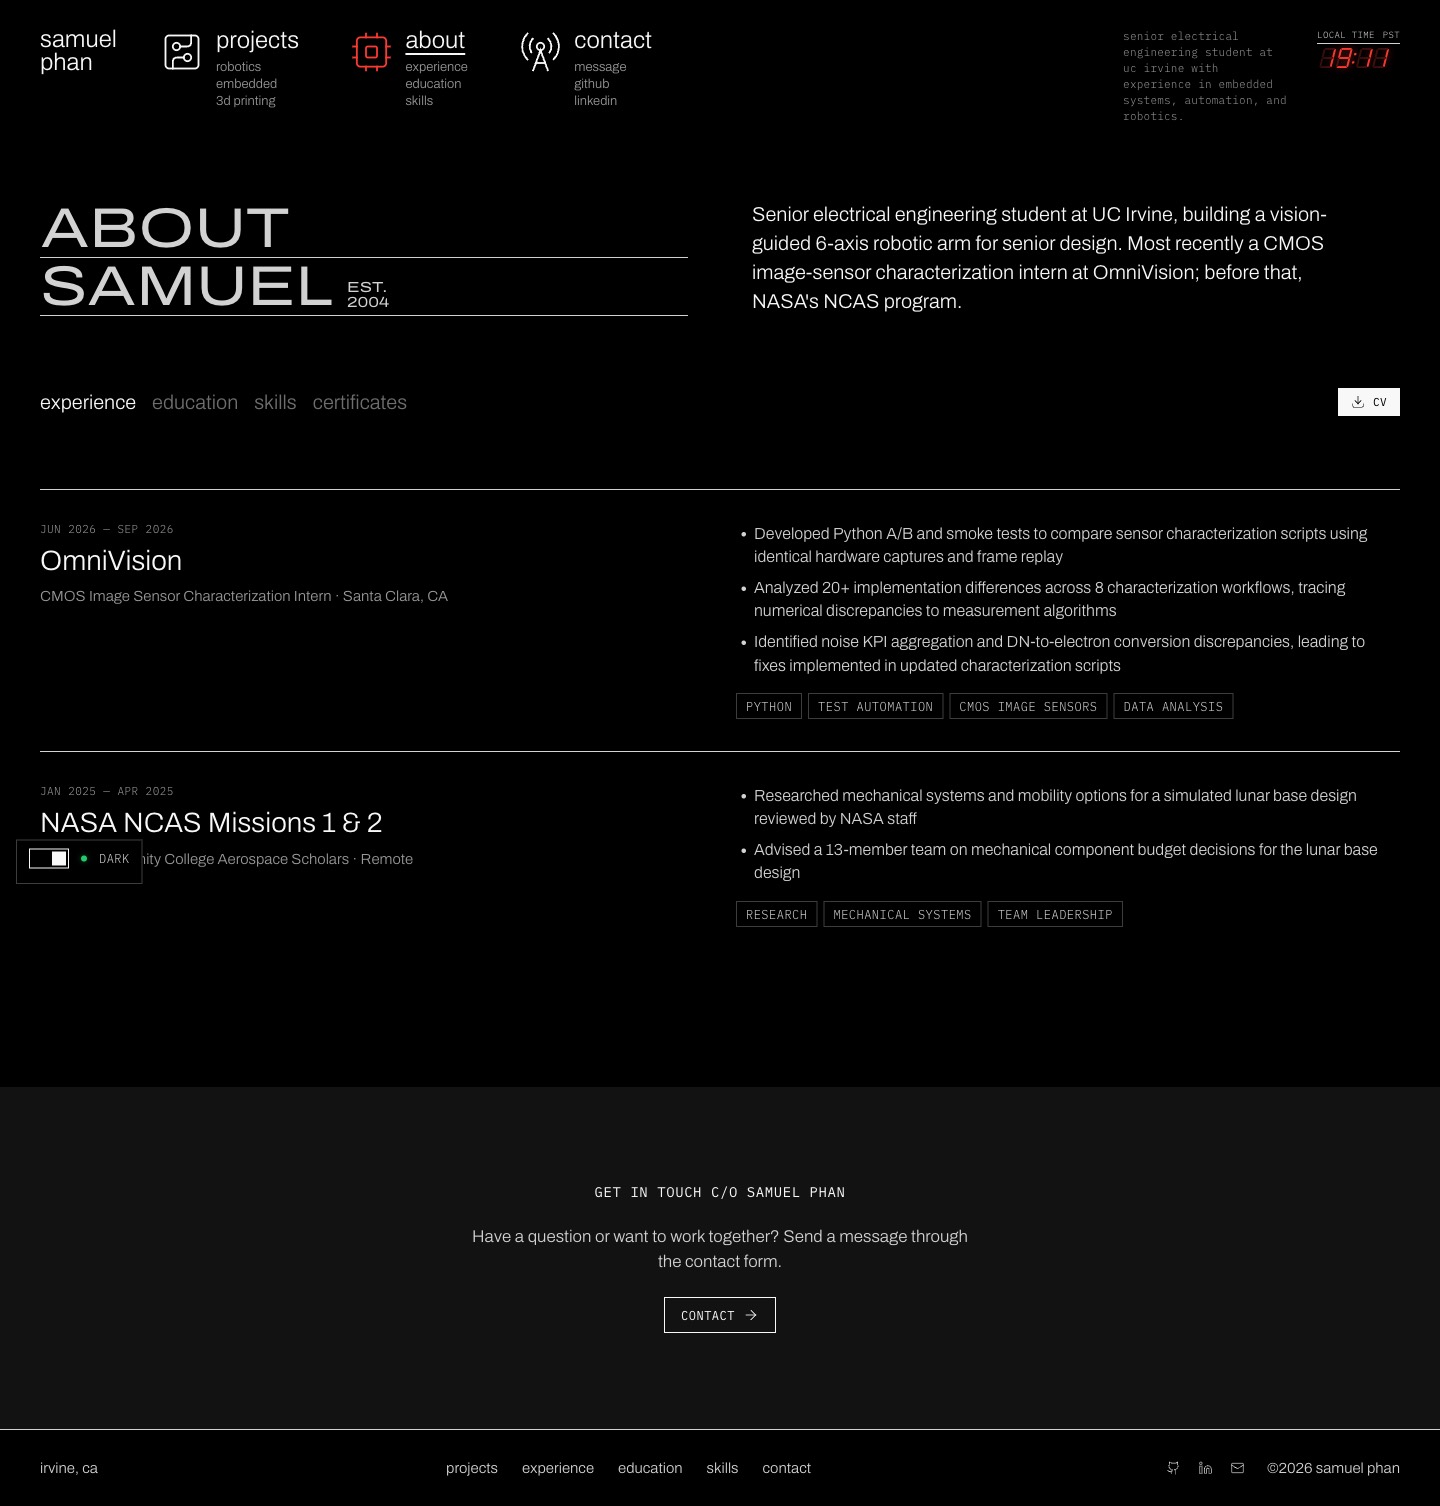 samuel
phan
projects
robotics
embedded
3d printing
about
experience
education
skills
contact
message
github
linkedin
senior electrical
engineering student at
uc irvine with
experience in embedded
systems, automation, and
robotics.
LOCAL TIME PST
19:11
ABOUT
SAMUEL EST.
2004
Senior electrical engineering student at UC Irvine, building a vision-
guided 6-axis robotic arm for senior design. Most recently a CMOS
image-sensor characterization intern at OmniVision; before that,
NASA's NCAS program.
experience education skills certificates
CV
JUN 2026 — SEP 2026
OmniVision
CMOS Image Sensor Characterization Intern · Santa Clara, CA
• Developed Python A/B and smoke tests to compare sensor characterization scripts using
identical hardware captures and frame replay
• Analyzed 20+ implementation differences across 8 characterization workflows, tracing
numerical discrepancies to measurement algorithms
• Identified noise KPI aggregation and DN-to-electron conversion discrepancies, leading to
fixes implemented in updated characterization scripts
PYTHON TEST AUTOMATION CMOS IMAGE SENSORS DATA ANALYSIS
JAN 2025 — APR 2025
NASA NCAS Missions 1 & 2
DARK
College Aerospace Scholars · Remote
• Researched mechanical systems and mobility options for a simulated lunar base design
reviewed by NASA staff
• Advised a 13-member team on mechanical component budget decisions for the lunar base
design
RESEARCH MECHANICAL SYSTEMS TEAM LEADERSHIP
GET IN TOUCH C/O SAMUEL PHAN
Have a question or want to work together? Send a message through
the contact form.
CONTACT →
irvine, ca
projects experience education skills contact
©2026 samuel phan